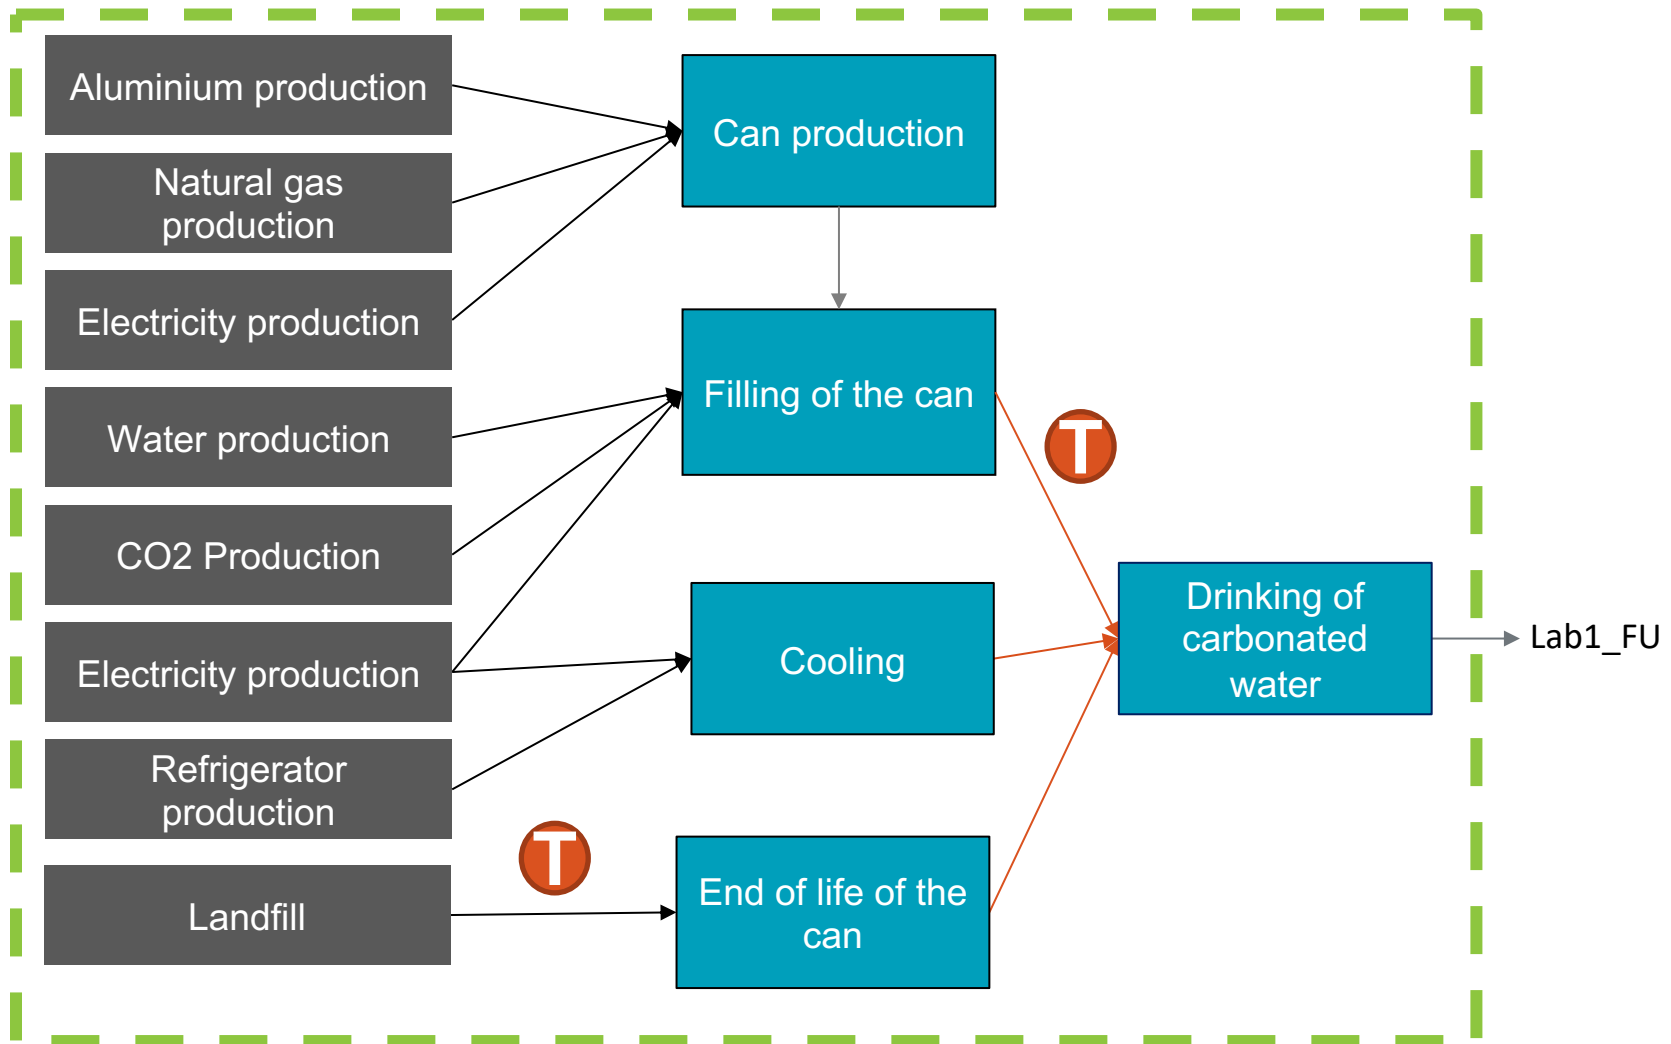 Aluminium production
Natural gas
production
Electricity production
Water production
CO2 Production
Electricity production
Refrigerator
production
Landfill
Can production
Filling of the can
Cooling
End of life of the
can
T
T
Drinking of
carbonated
water
Lab1_FU